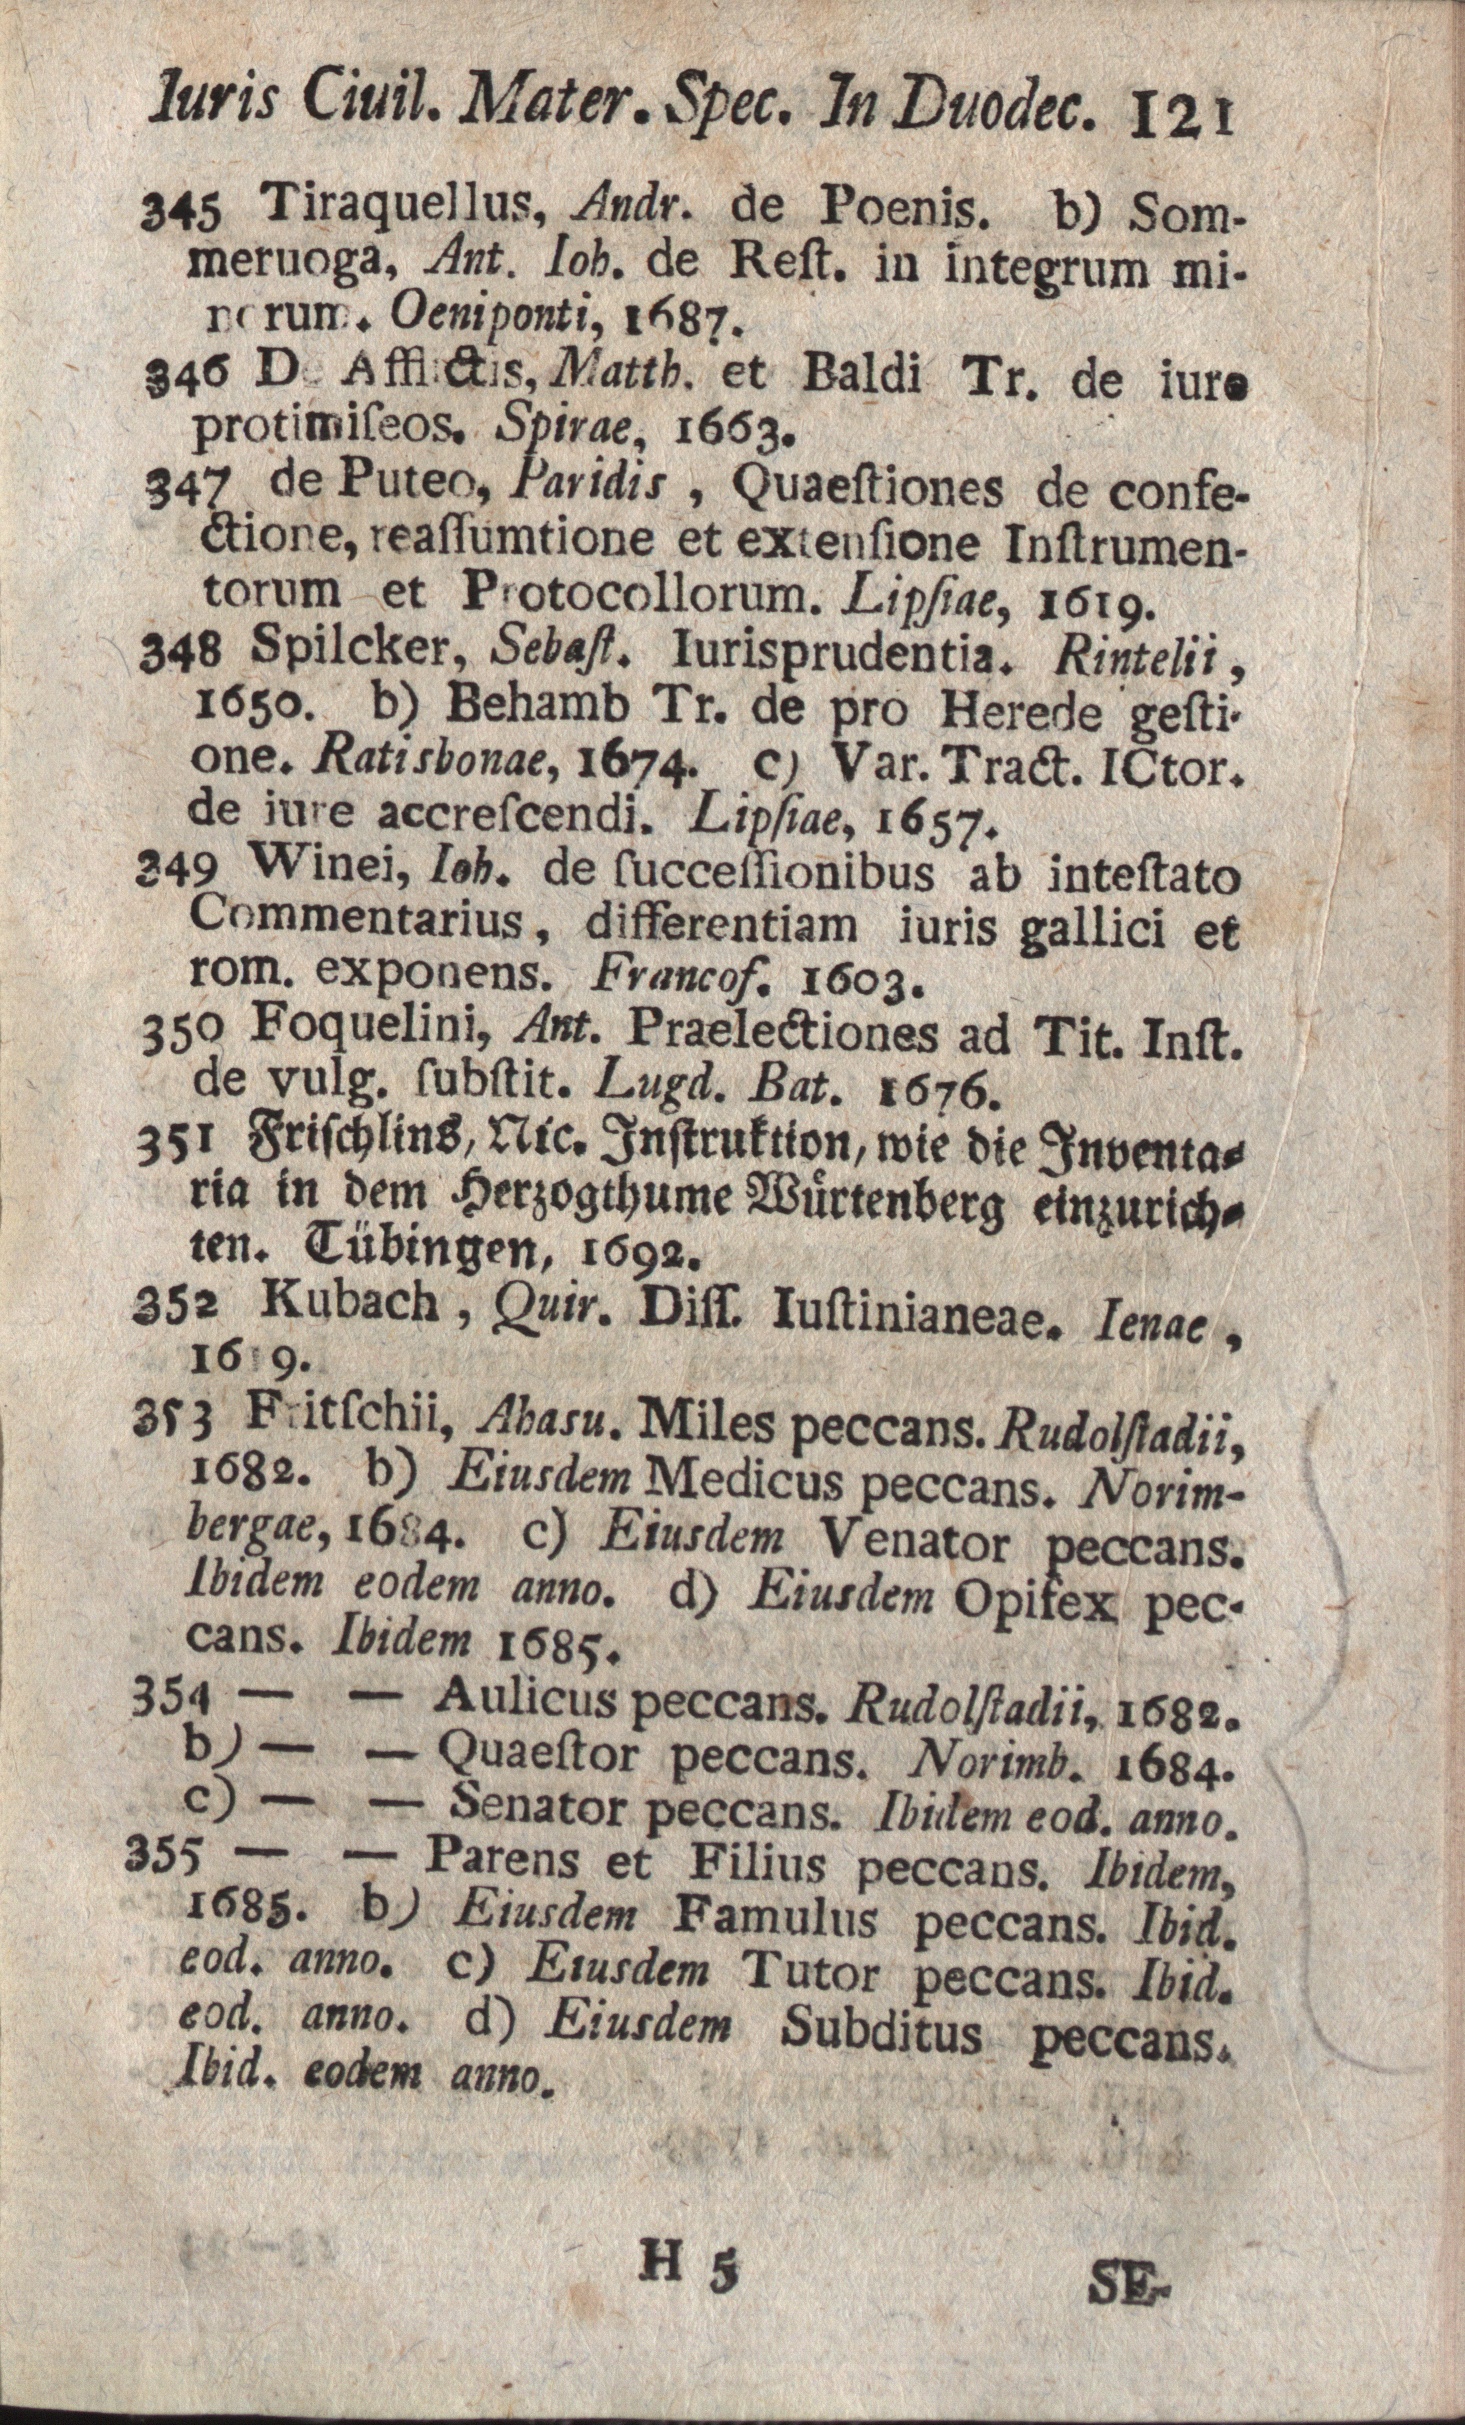 Iuris Ciuil. Mater. Spec. In Duodec. 121
345 Tiraquellus, Andr. de Poenis. b) Som-
meruoga, Ant. Ioh. de Reſt. in integrum mi-
norum. Oeniponti, 1687.
346 De Afflictis, Matth. et Baldi Tr. de iure
protimiſeos. Spirae, 1663.
347 de Puteo, Paridis, Quaeſtiones de confe-
ctione, reaſſumtione et extenſione Inſtrumen-
torum et Protocollorum. Lipſiae, 1619.
348 Spilcker, Sebaſt. Iurisprudentia. Rintelii,
1650. b) Behamb Tr. de pro Herede geſti-
one. Ratisbonae, 1674. c) Var. Tract. ICtor.
de iure accreſcendi. Lipſiae, 1657.
349 Winei, Ioh. de ſucceſſionibus ab inteſtato
Commentarius, differentiam iuris gallici et
rom. exponens. Francof. 1603.
350 Foquelini, Ant. Praelectiones ad Tit. Inſt.
de vulg. ſubſtit. Lugd. Bat. 1676.
351 Friſchlins, Nic. Inſtruktion, wie die Inventa-
ria in dem Herzogthume Würtenberg einzurich-
ten. Tübingen, 1692.
352 Kubach, Quir. Diſſ. Iuſtinianeae. Ienae,
353 Fritſchii, Ahasu. Miles peccans. Rudolſtadii,
1682. b) Eiusdem Medicus peccans. Norim-
bergae, 1684. c) Eiusdem Venator peccans.
Ibidem eodem anno. d) Eiusdem Opifex pec-
cans. Ibidem 1685.
354 — — Aulicus peccans. Rudolſtadii, 1682.
b) — — Quaeſtor peccans. Norimb. 1684.
c) — — Senator peccans. Ibidem eod. anno.
355 — — Parens et Filius peccans. Ibidem,
1685. b) Eiusdem Famulus peccans. Ibid.
eod. anno. c) Eiusdem Tutor peccans. Ibid.
eod. anno. d) Eiusdem Subditus peccans.
Ibid. eodem anno.
H 5
SE-